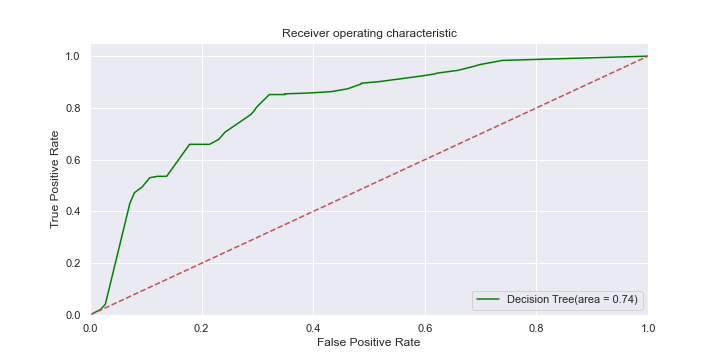 Receiver operating characteristic
1.0
0.8
0.6
0.4
0.2
0.0
True Positive Rate
Decision Tree(area = 0.74)
0.0 0.2 0.4 0.6 0.8 1.0
False Positive Rate